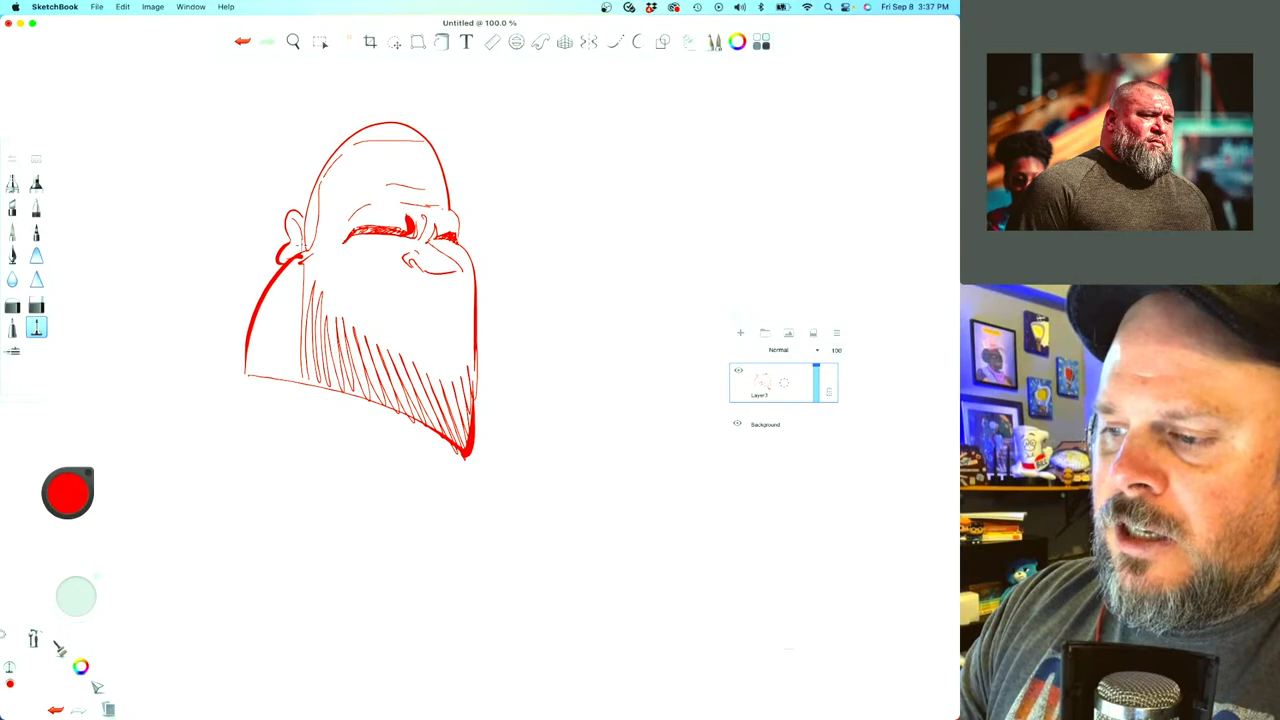 SketchBook File Edit Image Window Help Fri Sep 8 3:37 PM
Untitled @ 100.0 %
T
Normal 100
Layer3
Background